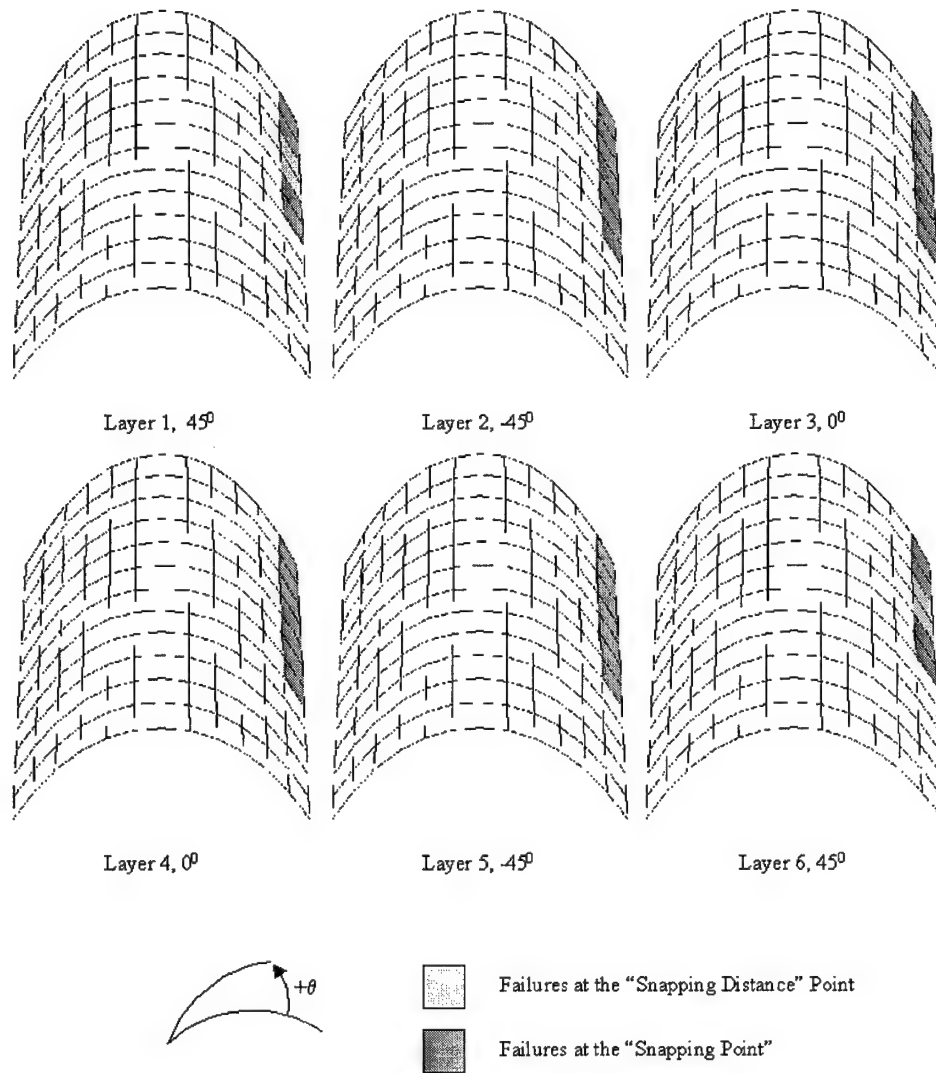 Layer 1, 45⁰
Layer 2, -45⁰
Layer 3, 0⁰
Layer 4, 0⁰
Layer 5, -45⁰
Layer 6, 45⁰
+θ
Failures at the “Snapping Distance” Point
Failures at the “Snapping Point”